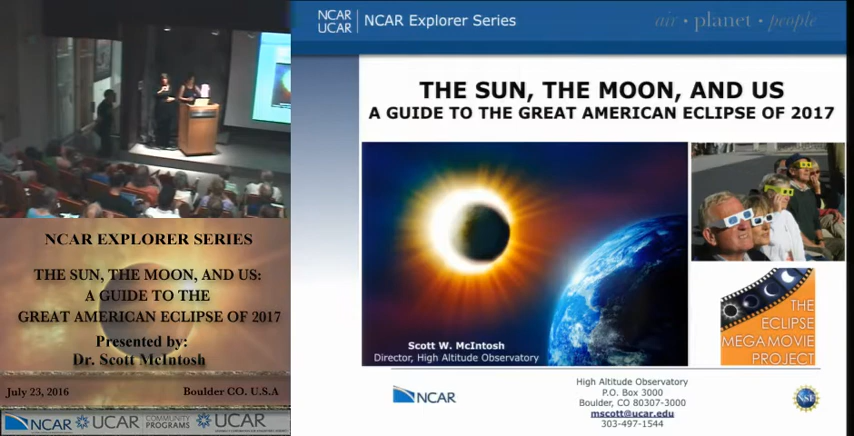 NCAR
UCAR
NCAR Explorer Series
air • planet • people
THE SUN, THE MOON, AND US
A GUIDE TO THE GREAT AMERICAN ECLIPSE OF 2017
Scott W. McIntosh
Director, High Altitude Observatory
THE
ECLIPSE
MEGAMOVIE
PROJECT
NCAR
High Altitude Observatory
P.O. Box 3000
Boulder, CO 80307-3000
mscott@ucar.edu
303-497-1544
NSF
NCAR EXPLORER SERIES
THE SUN, THE MOON, AND US:
A GUIDE TO THE
GREAT AMERICAN ECLIPSE OF 2017
Presented by:
Dr. Scott McIntosh
July 23, 2016
Boulder CO. U.S.A
NCAR
UCAR
COMMUNITY
PROGRAMS
UCAR